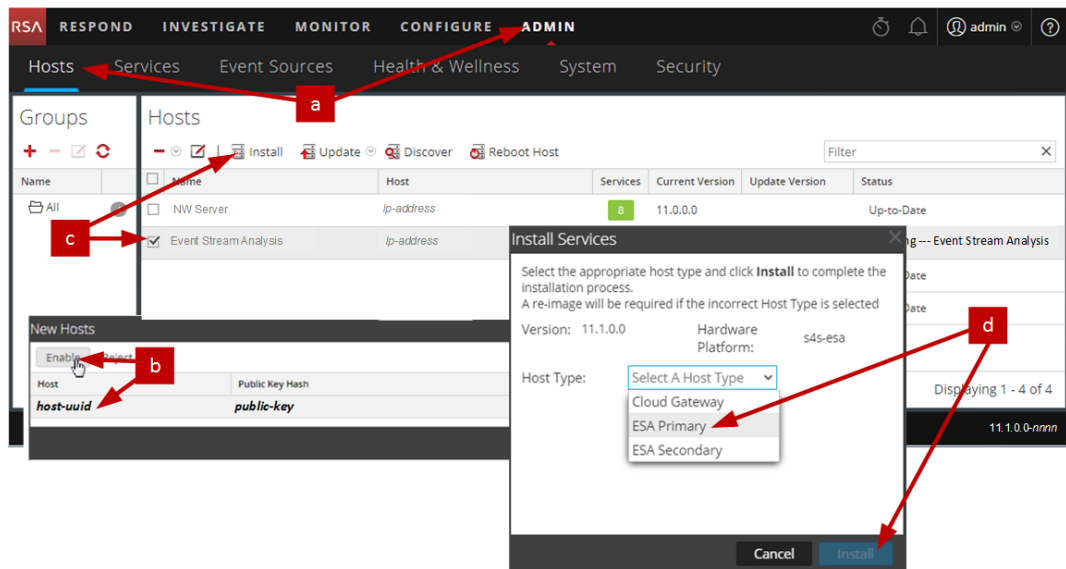 RSA RESPOND INVESTIGATE MONITOR CONFIGURE ADMIN admin
Hosts Services Event Sources Health & Wellness System Security
a
Groups
Hosts
Install Update Discover Reboot Host Filter
Name Name Host Services Current Version Update Version Status
All NW Server Ip-address 8 11.0.0.0 Up-to-Date
c
Event Stream Analysis Ip-address --- Event Stream Analysis
Install Services
Select the appropriate host type and click Install to complete the
installation process.
A re-image will be required if the incorrect Host Type is selected
Version: 11.1.0.0 Hardware
Platform: s4s-esa
Host Type: Select A Host Type
Cloud Gateway
ESA Primary
ESA Secondary
Cancel Install
d
Date
Date
Displaying 1 - 4 of 4
11.1.0.0-nnnn
New Hosts
Enable Reject
b
Host Public Key Hash
host-uuid public-key